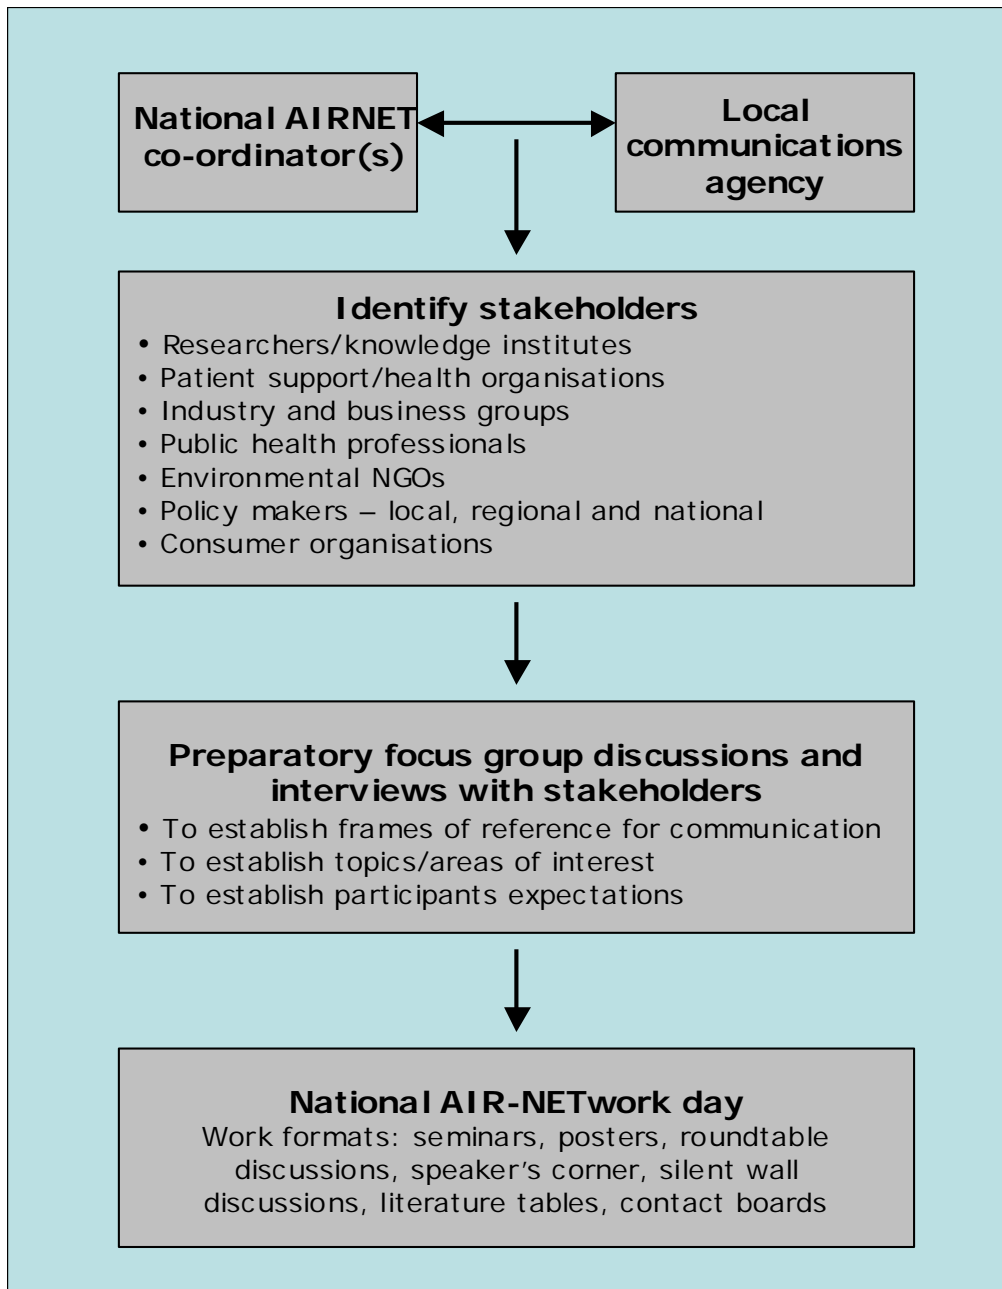 National AIRNET
co-ordinator(s)
Local
communications
agency
Identify stakeholders
• Researchers/knowledge institutes
• Patient support/health organisations
• Industry and business groups
• Public health professionals
• Environmental NGOs
• Policy makers – local, regional and national
• Consumer organisations
Preparatory focus group discussions and
interviews with stakeholders
• To establish frames of reference for communication
• To establish topics/areas of interest
• To establish participants expectations
National AIR-NETwork day
Work formats: seminars, posters, roundtable
discussions, speaker’s corner, silent wall
discussions, literature tables, contact boards